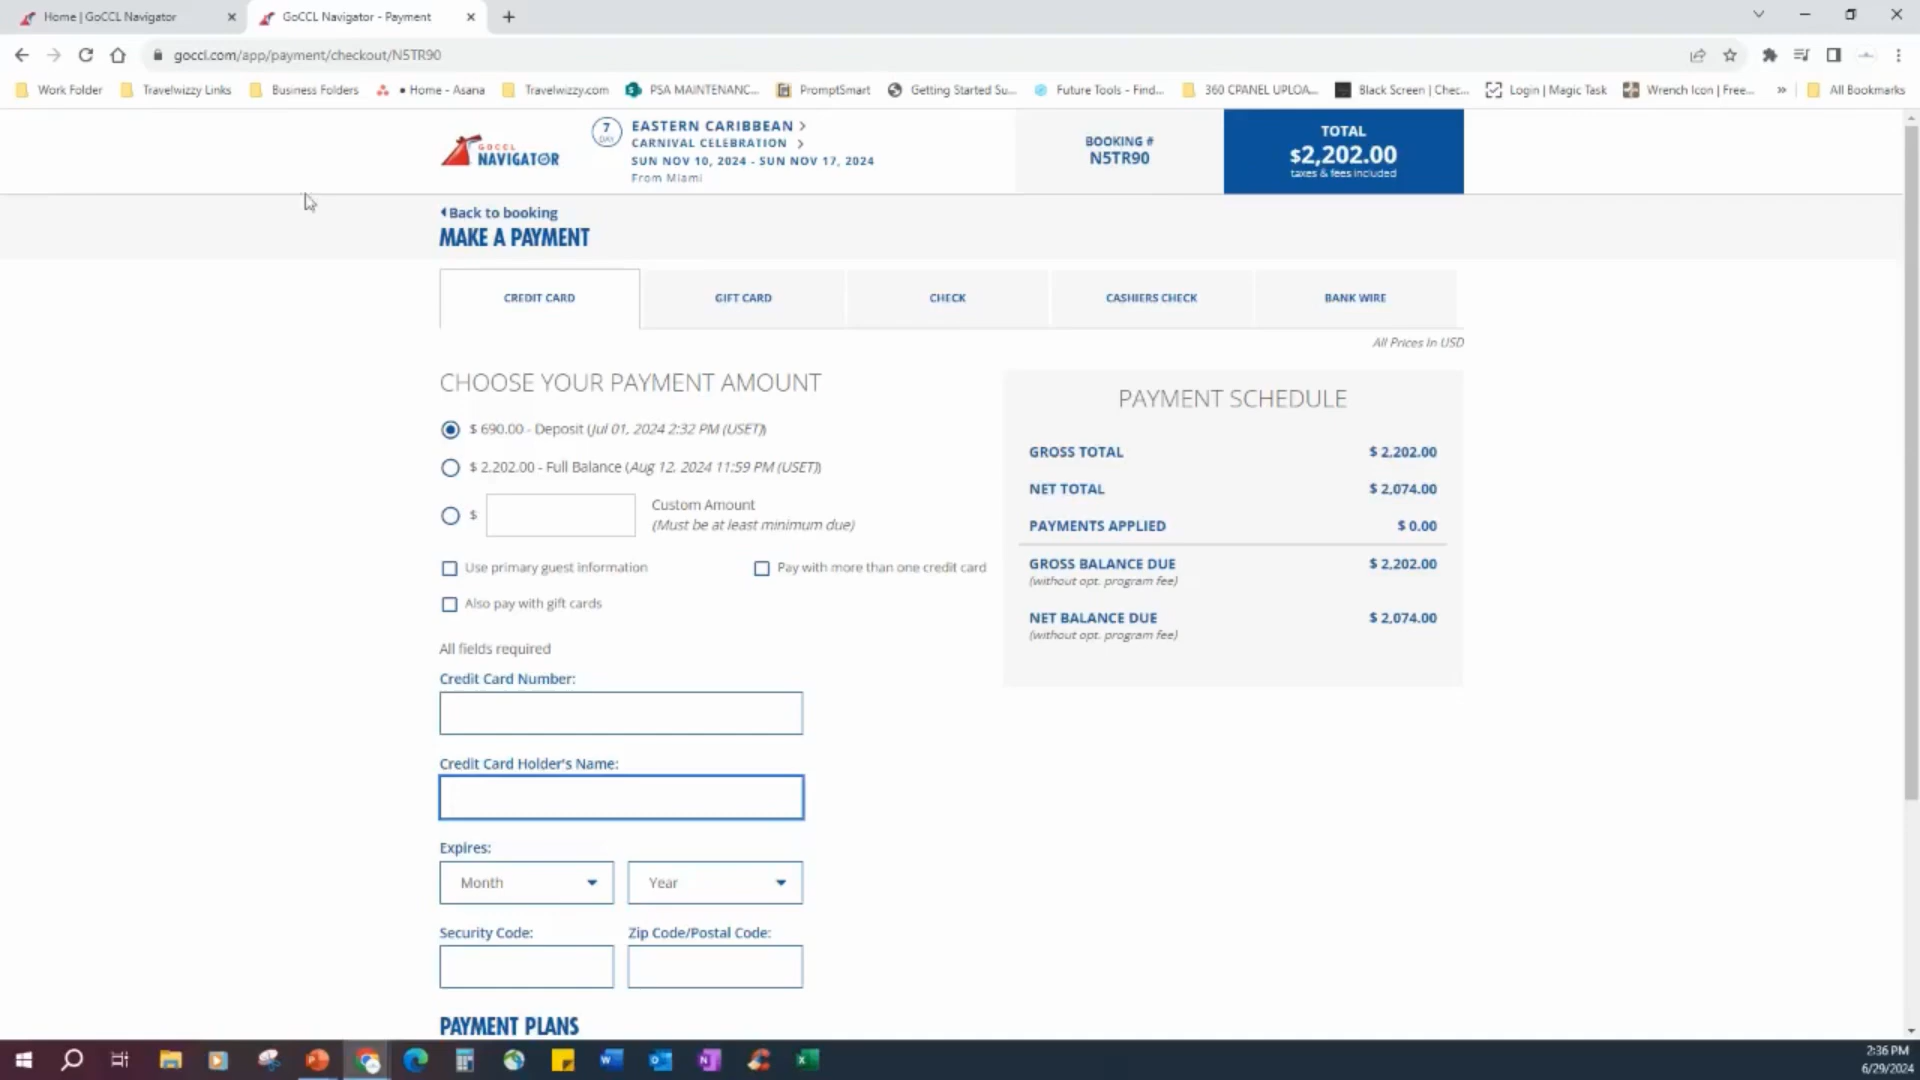 Home | GoCCL Navigator
GoCCL Navigator - Payment
goccl.com/app/payment/checkout/N5TR90
Work Folder
Travelwizzy Links
Business Folders
• Home - Asana
Travelwizzy.com
PSA MAINTENANC...
PromptSmart
Getting Started Su...
Future Tools - Find...
360 CPANEL UPLOA...
Black Screen | Chec...
Login | Magic Task
Wrench Icon | Free...
»
All Bookmarks
GOCCL
NAVIGATOR
7
DAY
EASTERN CARIBBEAN >
CARNIVAL CELEBRATION >
SUN NOV 10, 2024 - SUN NOV 17, 2024
From Miami
BOOKING #
N5TR90
TOTAL
$2,202.00
taxes & fees included
Back to booking
MAKE A PAYMENT
CREDIT CARD
GIFT CARD
CHECK
CASHIERS CHECK
BANK WIRE
All Prices in USD
CHOOSE YOUR PAYMENT AMOUNT
$ 690.00 - Deposit (Jul 01, 2024 2:32 PM (USET))
$ 2,202.00 - Full Balance (Aug 12, 2024 11:59 PM (USET))
$
Custom Amount
(Must be at least minimum due)
Use primary guest information
Pay with more than one credit card
Also pay with gift cards
PAYMENT SCHEDULE
GROSS TOTAL $ 2,202.00
NET TOTAL $ 2,074.00
PAYMENTS APPLIED $ 0.00
GROSS BALANCE DUE $ 2,202.00
(without opt. program fee)
NET BALANCE DUE $ 2,074.00
(without opt. program fee)
All fields required
Credit Card Number:
Credit Card Holder's Name:
Expires:
Month
Year
Security Code:
Zip Code/Postal Code:
PAYMENT PLANS
2:36 PM
6/29/2024